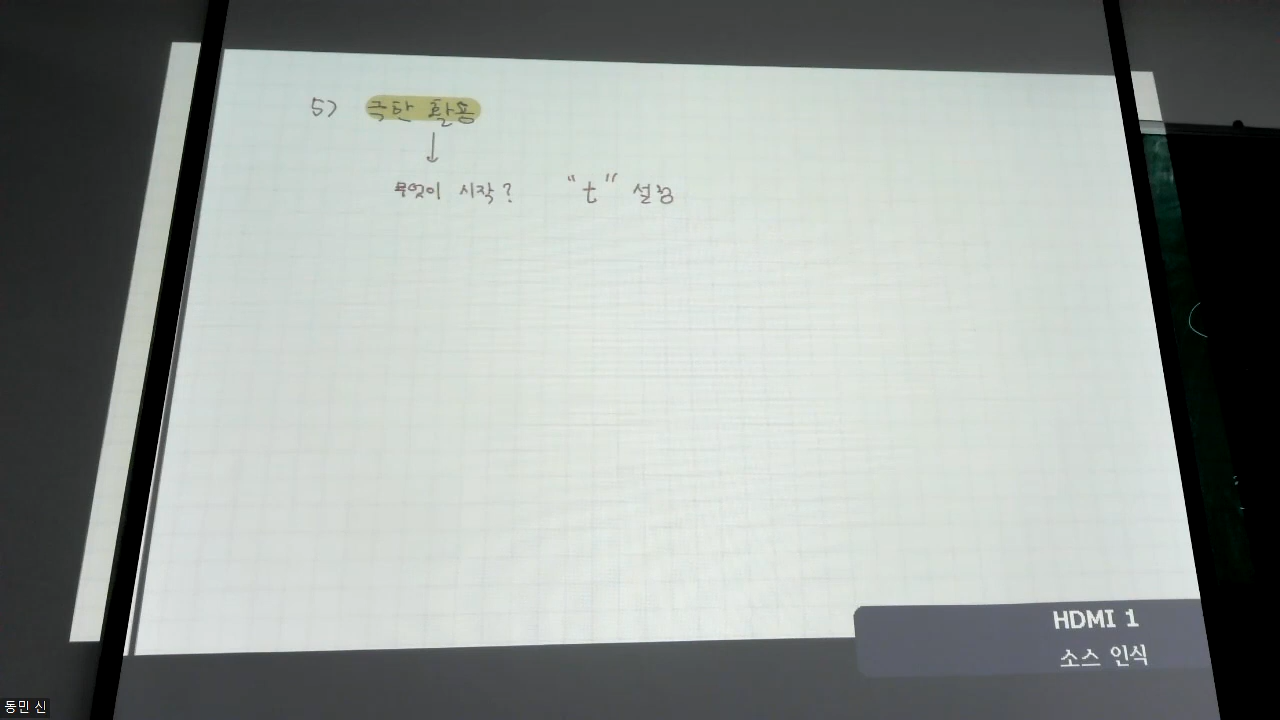 5) 극한 활용
↓
무엇이 시작? "t" 설정
HDMI 1
소스 인식
동민 신